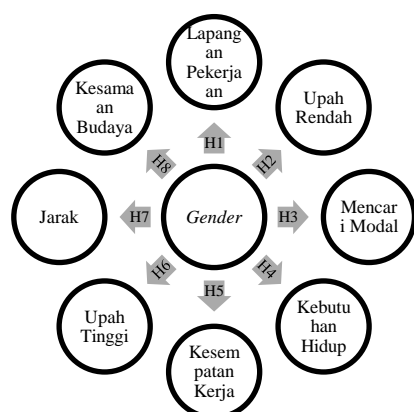 Lapang
an
Pekerja
an
Upah
Rendah
Mencar
i Modal
Kebutu
han
Hidup
Kesem
patan
Kerja
Upah
Tinggi
Jarak
Kesama
an
Budaya
Gender
H1
H2
H3
H4
H5
H6
H7
H8